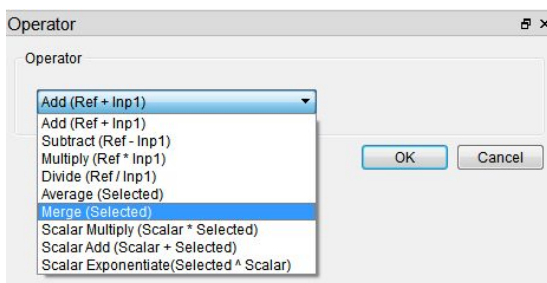 Operator
Operator
Add (Ref + Inp1)
Add (Ref + Inp1)
Subtract (Ref - Inp1)
Multiply (Ref * Inp1)
Divide (Ref / Inp1)
Average (Selected)
Merge (Selected)
Scalar Multiply (Scalar * Selected)
Scalar Add (Scalar + Selected)
Scalar Exponentiate(Selected ^ Scalar)
OK
Cancel